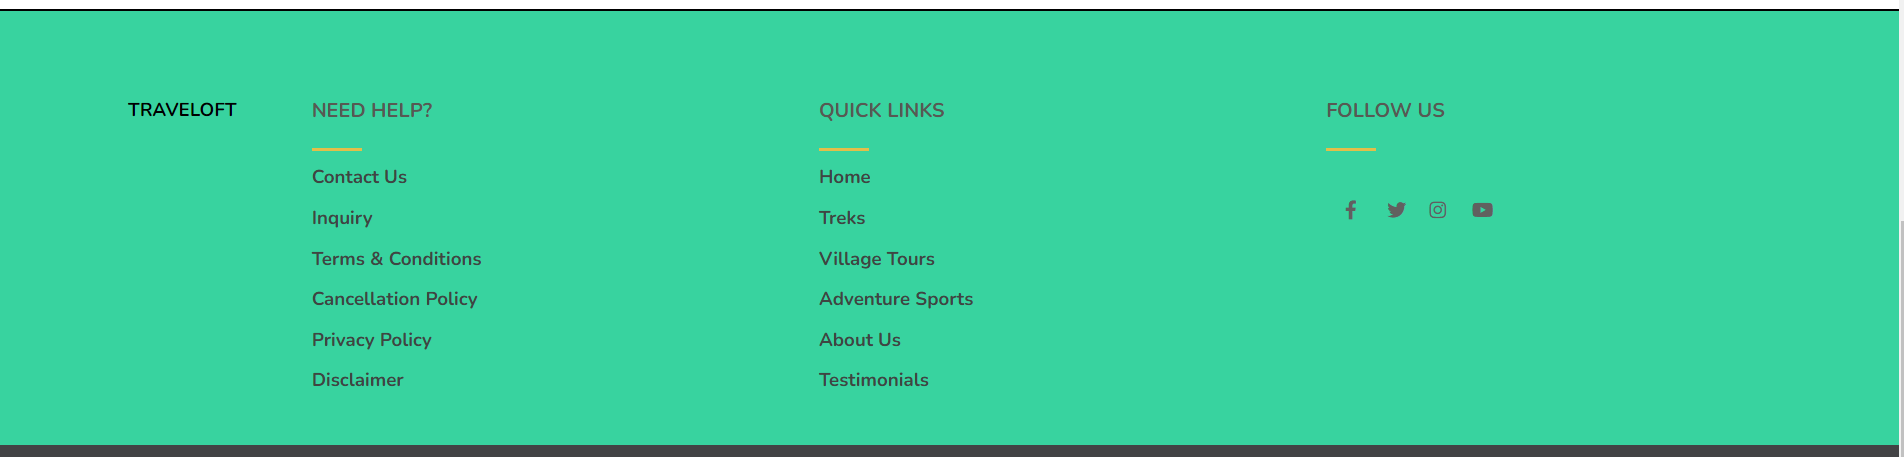 TRAVELOFT
NEED HELP?
Contact Us
Inquiry
Terms & Conditions
Cancellation Policy
Privacy Policy
Disclaimer
QUICK LINKS
Home
Treks
Village Tours
Adventure Sports
About Us
Testimonials
FOLLOW US